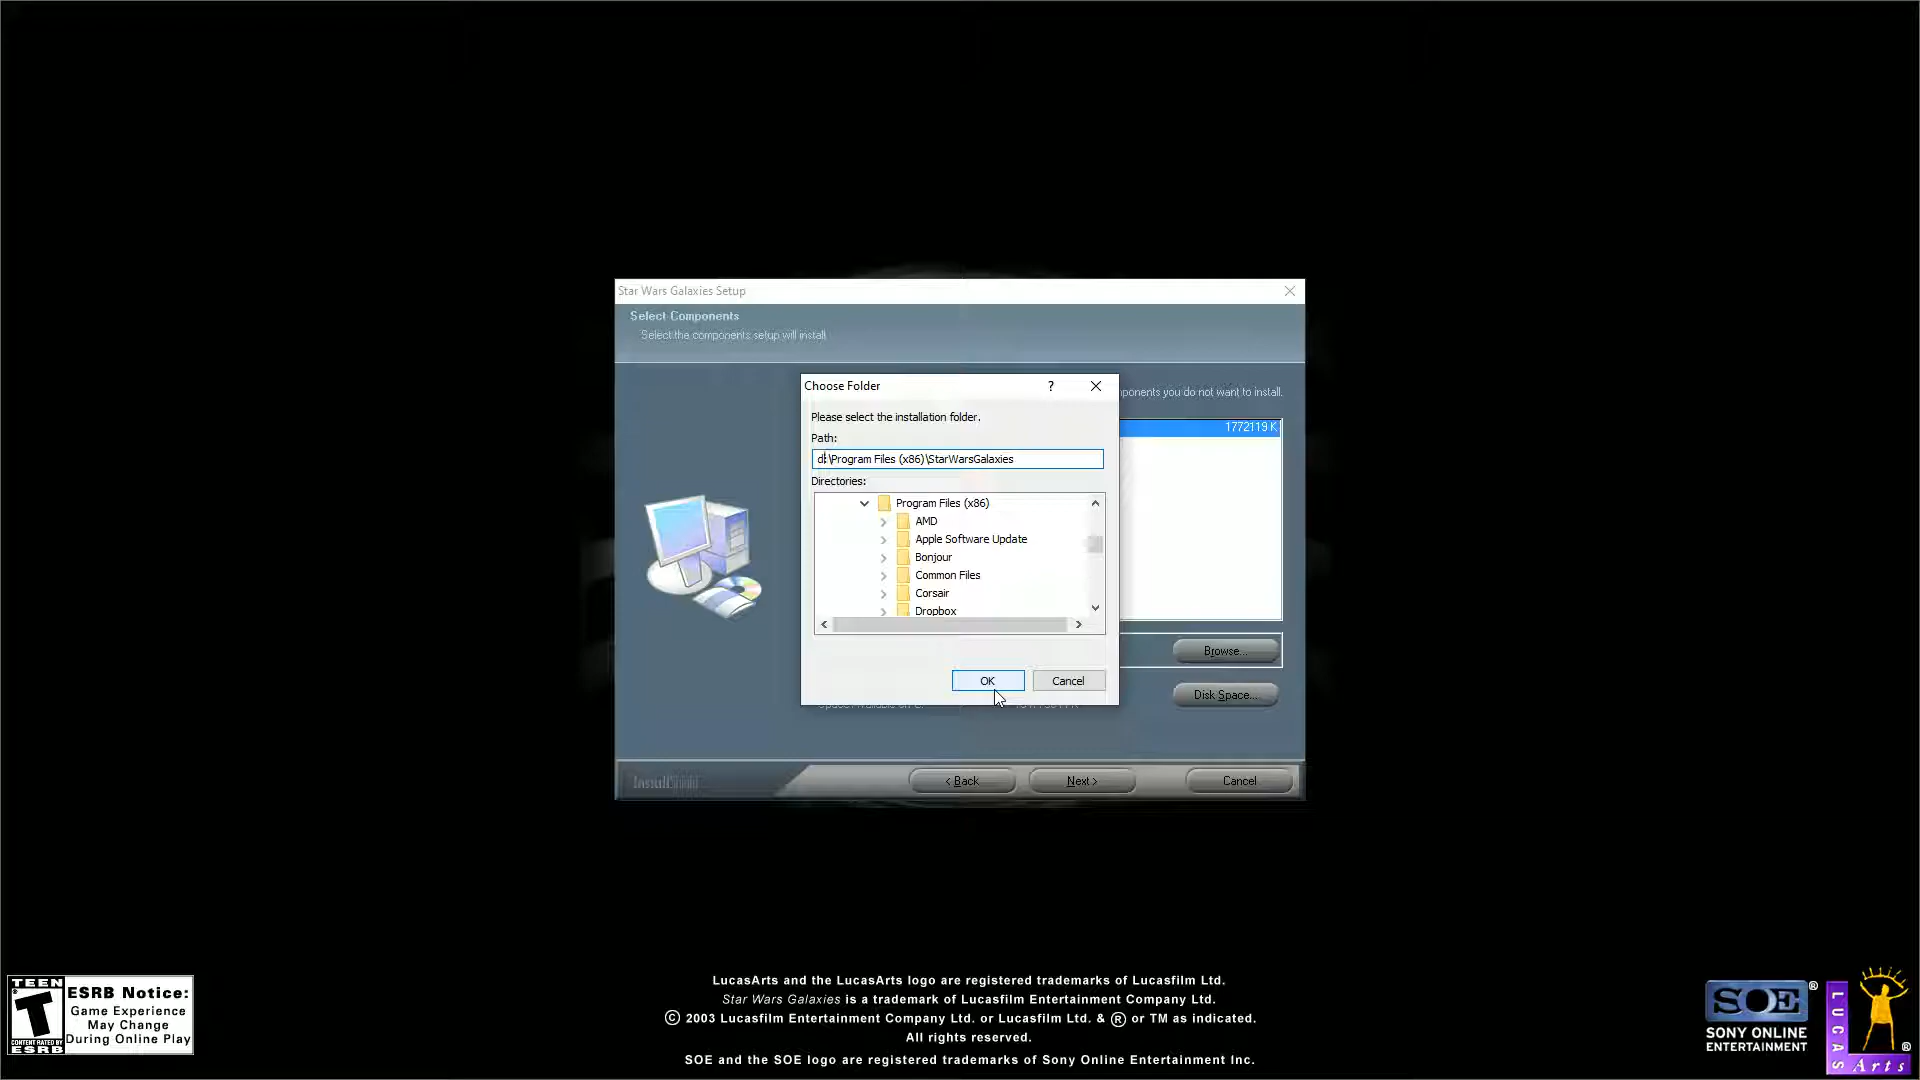 Star Wars Galaxies Setup
Select Components
Select the components setup will install.
Choose Folder
?
ponents you do not want to install.
Please select the installation folder.
Path:
1772119 K
d:\Program Files (x86)\StarWarsGalaxies
Directories:
Program Files (x86)
AMD
Apple Software Update
Bonjour
Common Files
Corsair
Dropbox
Browse...
OK
Cancel
Disk Space...
InstallShield
< Back
Next >
Cancel
TEEN
T
CONTENT RATED BY
ESRB
ESRB Notice:
Game Experience
May Change
During Online Play
LucasArts and the LucasArts logo are registered trademarks of Lucasfilm Ltd.
Star Wars Galaxies is a trademark of Lucasfilm Entertainment Company Ltd.
© 2003 Lucasfilm Entertainment Company Ltd. or Lucasfilm Ltd. & ® or TM as indicated.
All rights reserved.
SOE and the SOE logo are registered trademarks of Sony Online Entertainment Inc.
SOE ®
SONY ONLINE
ENTERTAINMENT
LUCAS
Arts ®